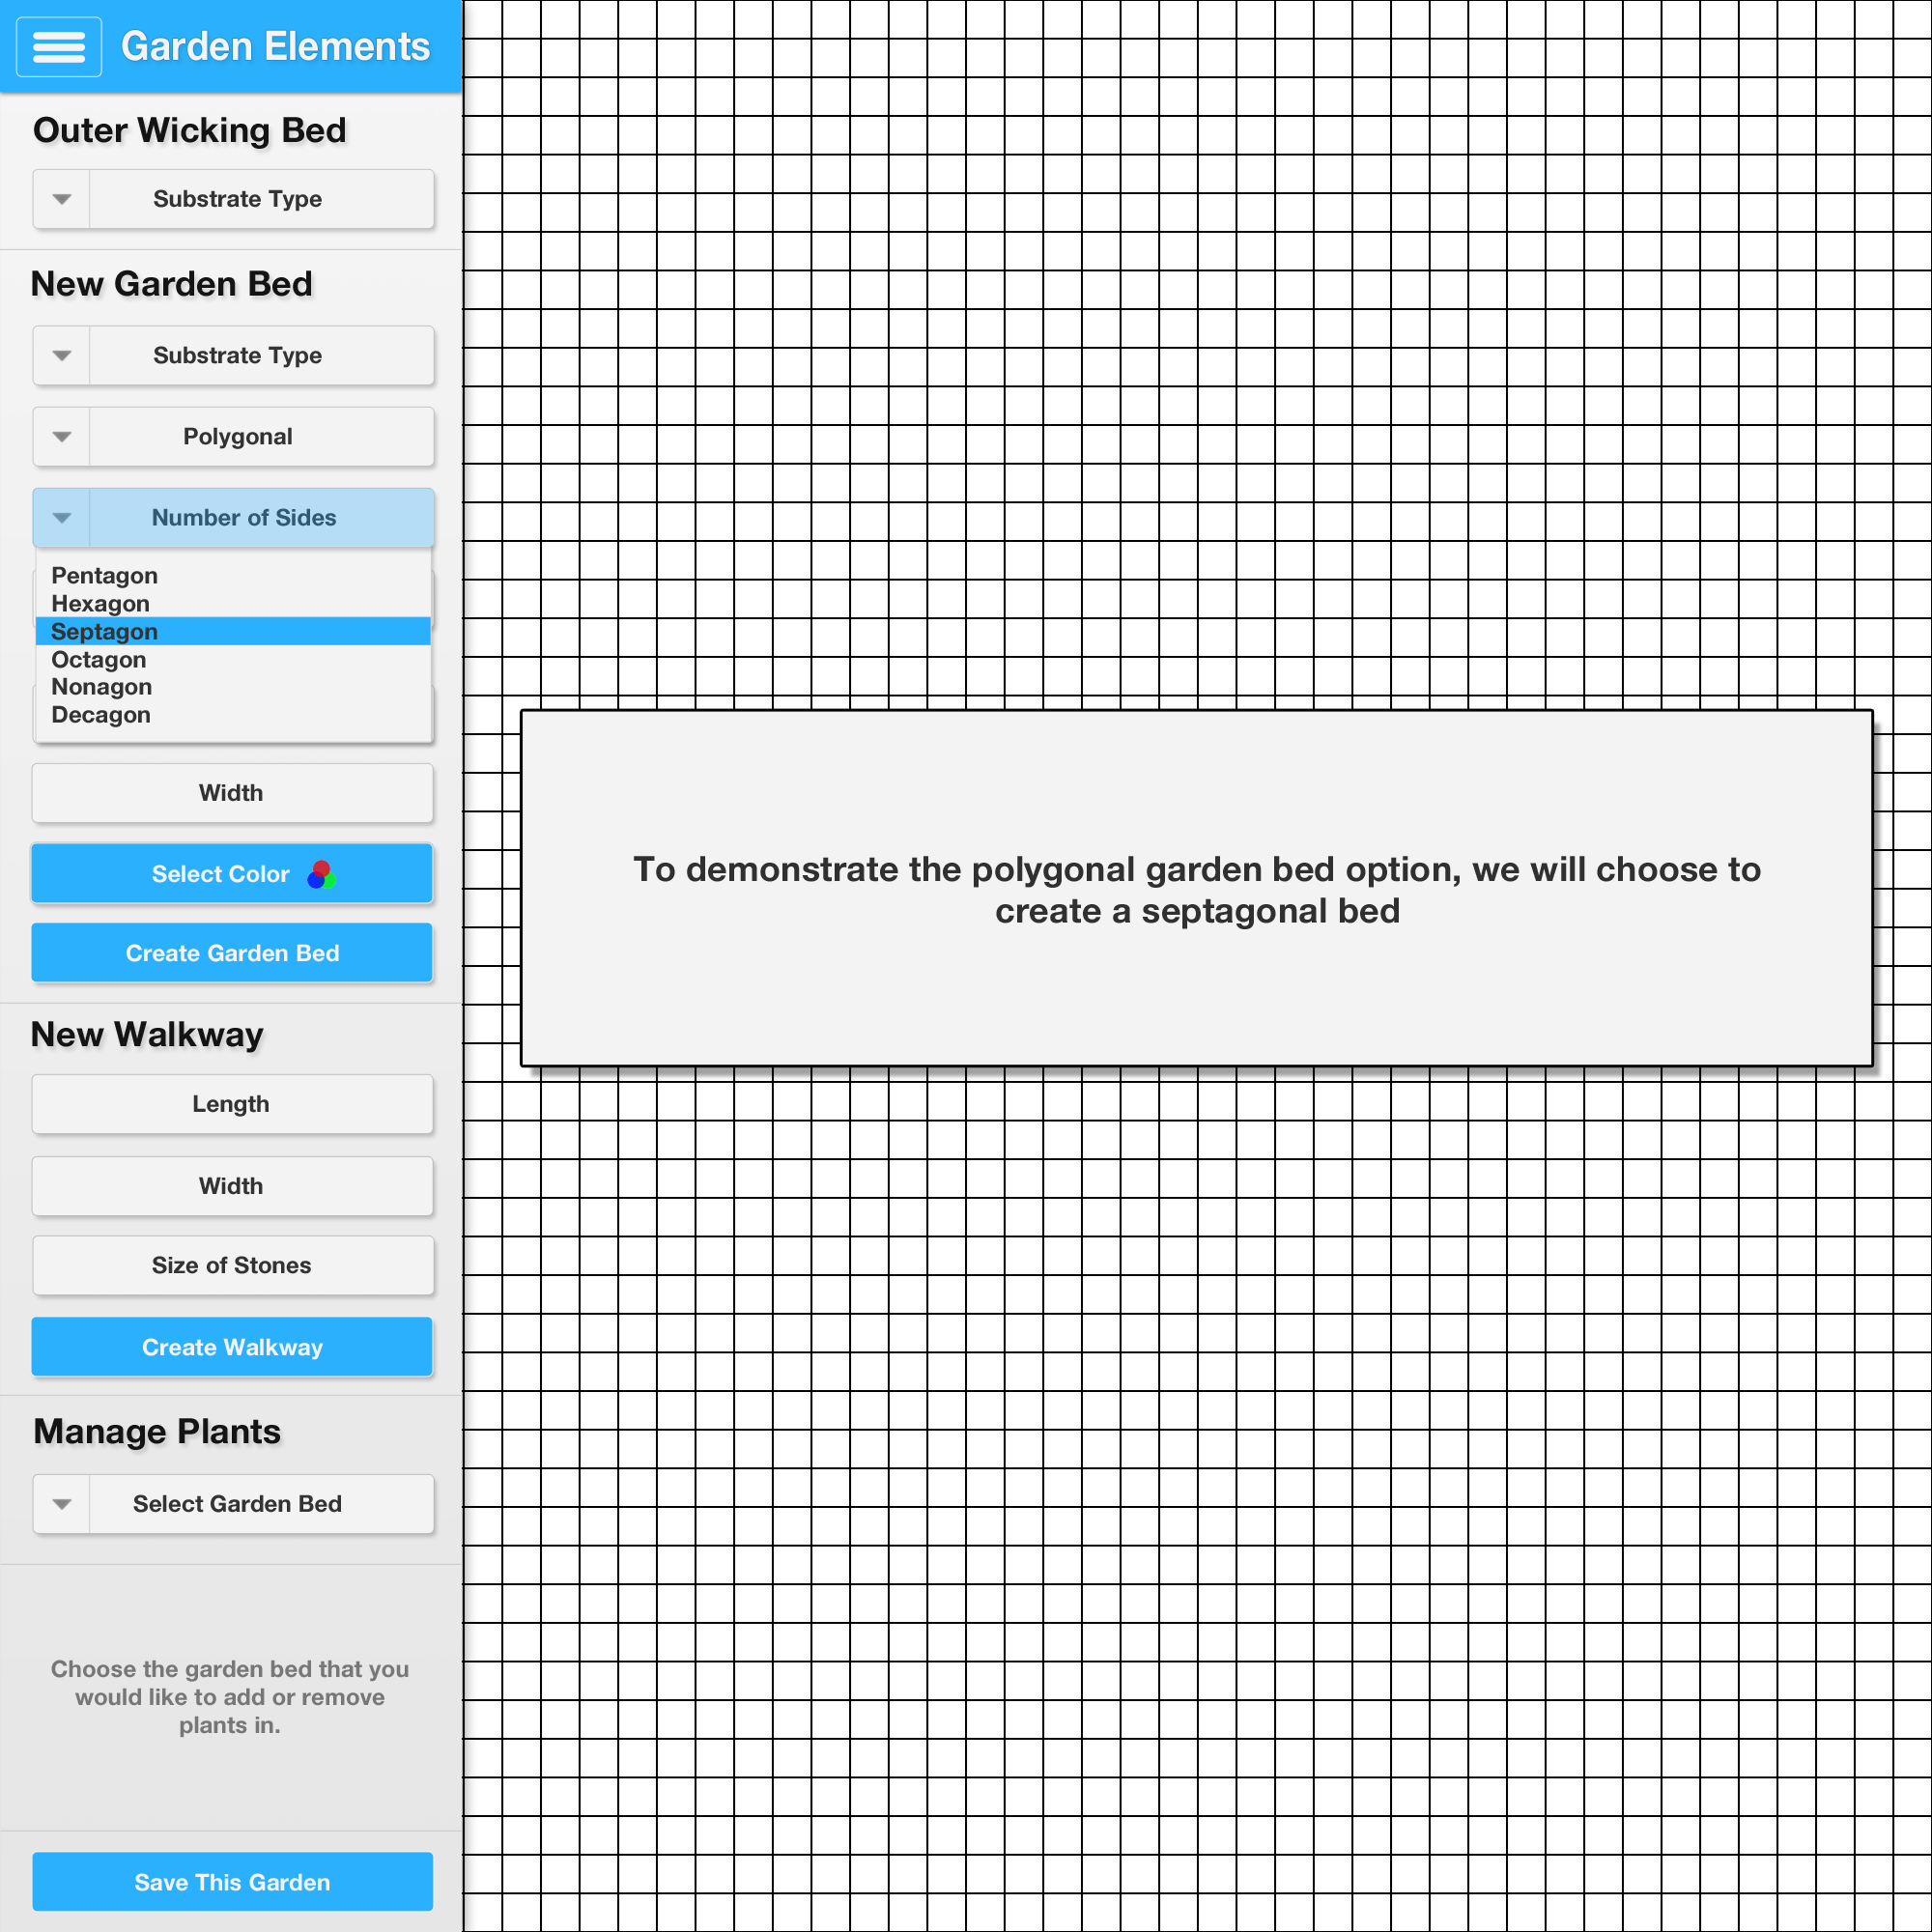 Garden Elements
Outer Wicking Bed
Substrate Type
New Garden Bed
Substrate Type
Polygonal
Number of Sides
Pentagon
Hexagon
Septagon
Octagon
Nonagon
Decagon
Width
Select Color
Create Garden Bed
New Walkway
Length
Width
Size of Stones
Create Walkway
Manage Plants
Select Garden Bed
Choose the garden bed that you
would like to add or remove
plants in.
Save This Garden
To demonstrate the polygonal garden bed option, we will choose to
create a septagonal bed